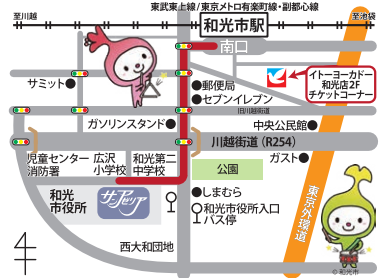 東武東上線/東京メトロ有楽町線・副都心線
至川越
和光市駅
至池袋
南口
サミット
郵便局
セブンイレブン
イトーヨーカドー
和光店2F
チケットコーナー
旧川越街道
ガソリンスタンド
中央公民館
川越街道(R254)
児童センター
消防署
広沢
小学校
和光第二
中学校
ガスト
公園
東京外環道
和光
市役所
サンアゼリア
しまむら
和光市役所入口
バス停
西大和団地
4
©和光市